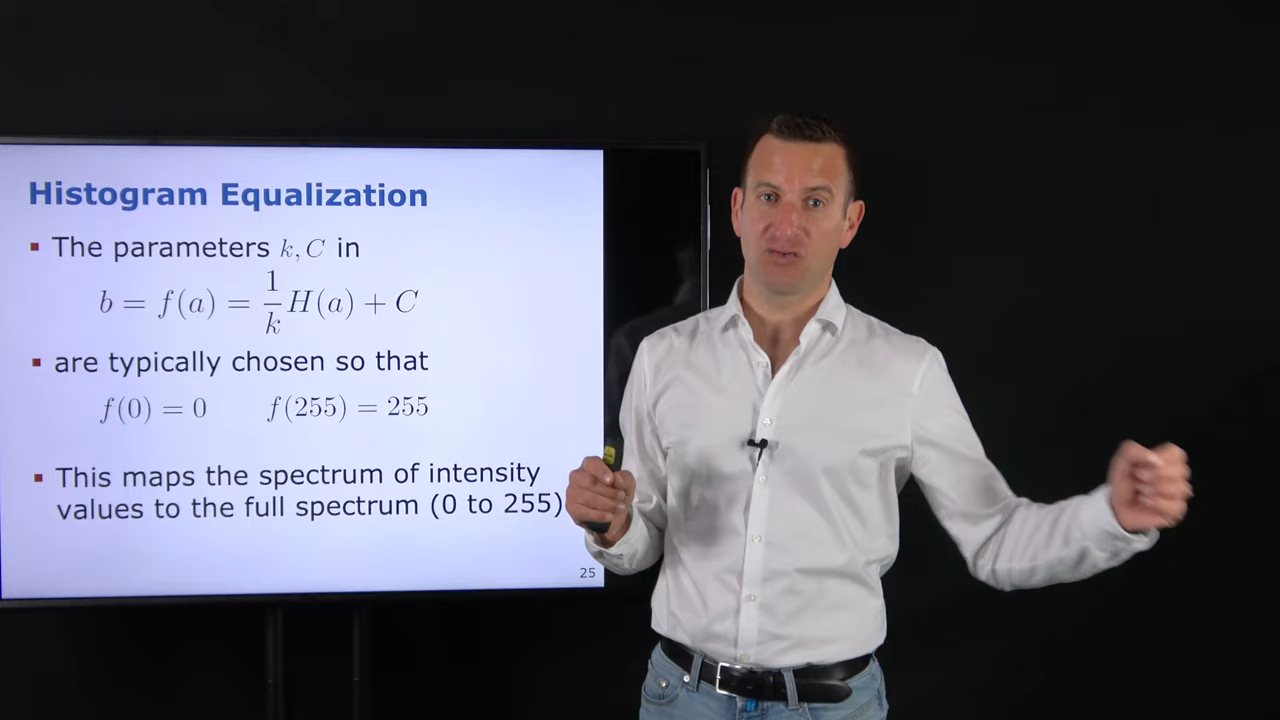 Histogram Equalization
▪ The parameters k, C in
b = f(a) = \frac{1}{k} H(a) + C
▪ are typically chosen so that
f(0) = 0 f(255) = 255
▪ This maps the spectrum of intensity
values to the full spectrum (0 to 255)
25